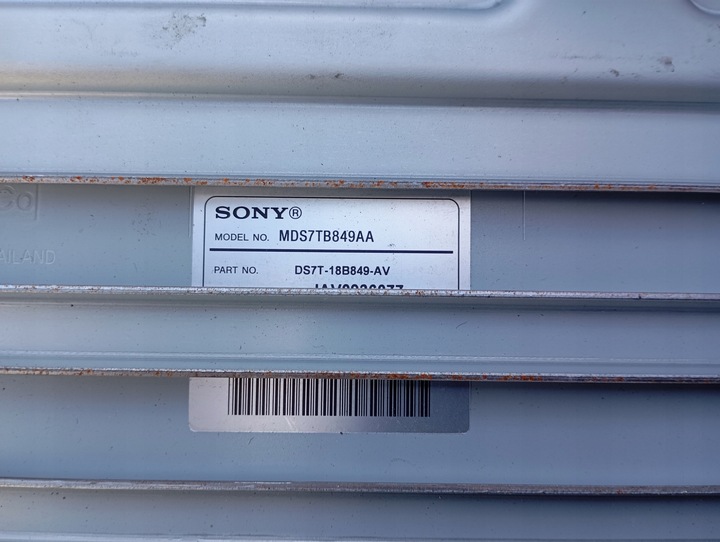 SONY®
MODEL NO. MDS7TB849AA
PART NO. DS7T-18B849-AV
AILAND